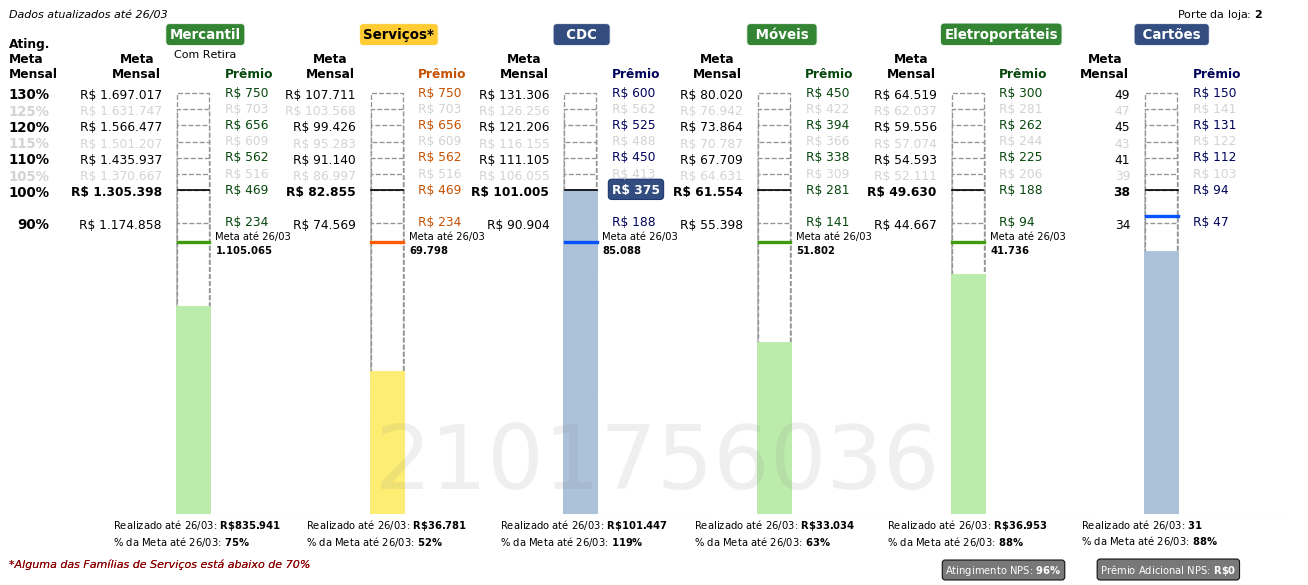 Dados atualizados até 26/03 Porte da loja: 2
Mercantil Serviços* CDC Móveis Eletroportáteis Cartões
Ating. Meta Mensal
Com Retira
Meta Mensal Prêmio Meta Mensal Prêmio Meta Mensal Prêmio Meta Mensal Prêmio Meta Mensal Prêmio Meta Mensal Prêmio
130% R$ 1.697.017 R$ 750 R$ 107.711 R$ 750 R$ 131.306 R$ 600 R$ 80.020 R$ 450 R$ 64.519 R$ 300 49 R$ 150
125% R$ 1.631.747 R$ 703 R$ 103.568 R$ 703 R$ 126.256 R$ 562 R$ 76.942 R$ 422 R$ 62.037 R$ 281 47 R$ 141
120% R$ 1.566.477 R$ 656 R$ 99.426 R$ 656 R$ 121.206 R$ 525 R$ 73.864 R$ 394 R$ 59.556 R$ 262 45 R$ 131
115% R$ 1.501.207 R$ 609 R$ 95.283 R$ 609 R$ 116.155 R$ 488 R$ 70.787 R$ 366 R$ 57.074 R$ 244 43 R$ 122
110% R$ 1.435.937 R$ 562 R$ 91.140 R$ 562 R$ 111.105 R$ 450 R$ 67.709 R$ 338 R$ 54.593 R$ 225 41 R$ 112
105% R$ 1.370.667 R$ 516 R$ 86.997 R$ 516 R$ 106.055 R$ 413 R$ 64.631 R$ 309 R$ 52.111 R$ 206 39 R$ 103
100% R$ 1.305.398 R$ 469 R$ 82.855 R$ 469 R$ 101.005 R$ 375 R$ 61.554 R$ 281 R$ 49.630 R$ 188 38 R$ 94
90% R$ 1.174.858 R$ 234 R$ 74.569 R$ 234 R$ 90.904 R$ 188 R$ 55.398 R$ 141 R$ 44.667 R$ 94 34 R$ 47
Meta até 26/03 Meta até 26/03 Meta até 26/03 Meta até 26/03 Meta até 26/03
1.105.065 69.798 85.088 51.802 41.736
2101756036
Realizado até 26/03: R$835.941 Realizado até 26/03: R$36.781 Realizado até 26/03: R$101.447 Realizado até 26/03: R$33.034 Realizado até 26/03: R$36.953 Realizado até 26/03: 31
% da Meta até 26/03: 75% % da Meta até 26/03: 52% % da Meta até 26/03: 119% % da Meta até 26/03: 63% % da Meta até 26/03: 88% % da Meta até 26/03: 88%
*Alguma das Famílias de Serviços está abaixo de 70% Atingimento NPS: 96% Prêmio Adicional NPS: R$0